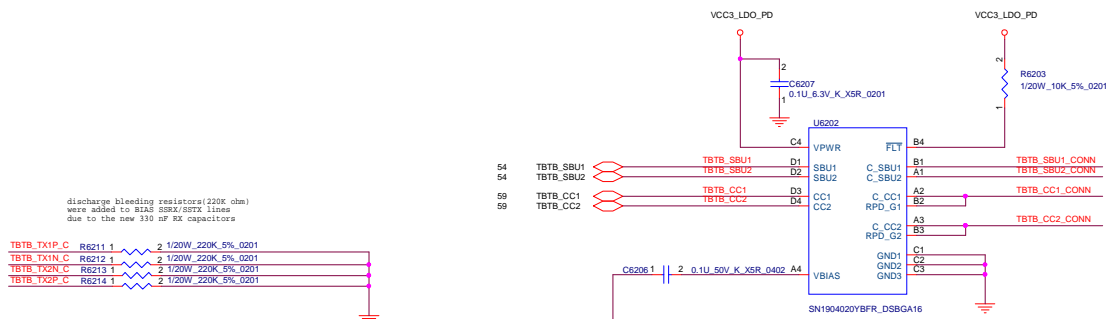 VCC3_LDO_PD
VCC3_LDO_PD
2
C6207
0.1U_6.3V_K_X5R_0201
1
2
R6203
1/20W_10K_5%_0201
1
U6202
C4 VPWR FLT B4
54 TBTB_SBU1 TBTB_SBU1 D1 SBU1 C_SBU1 B1 TBTB_SBU1_CONN
54 TBTB_SBU2 TBTB_SBU2 D2 SBU2 C_SBU2 A1 TBTB_SBU2_CONN
59 TBTB_CC1 TBTB_CC1 D3 CC1 C_CC1 A2 TBTB_CC1_CONN
59 TBTB_CC2 TBTB_CC2 D4 CC2 RPD_G1 B2
C_CC2 A3 TBTB_CC2_CONN
RPD_G2 B3
GND1 C1
GND2 C2
GND3 C3
C6206 1 2 0.1U_50V_K_X5R_0402 A4 VBIAS
SN1904020YBFR_DSBGA16
discharge bleeding resistors(220K ohm)
were added to BIAS SSRX/SSTX lines
due to the new 330 nF RX capacitors
TBTB_TX1P_C R6211 1 2 1/20W_220K_5%_0201
TBTB_TX1N_C R6212 1 2 1/20W_220K_5%_0201
TBTB_TX2N_C R6213 1 2 1/20W_220K_5%_0201
TBTB_TX2P_C R6214 1 2 1/20W_220K_5%_0201